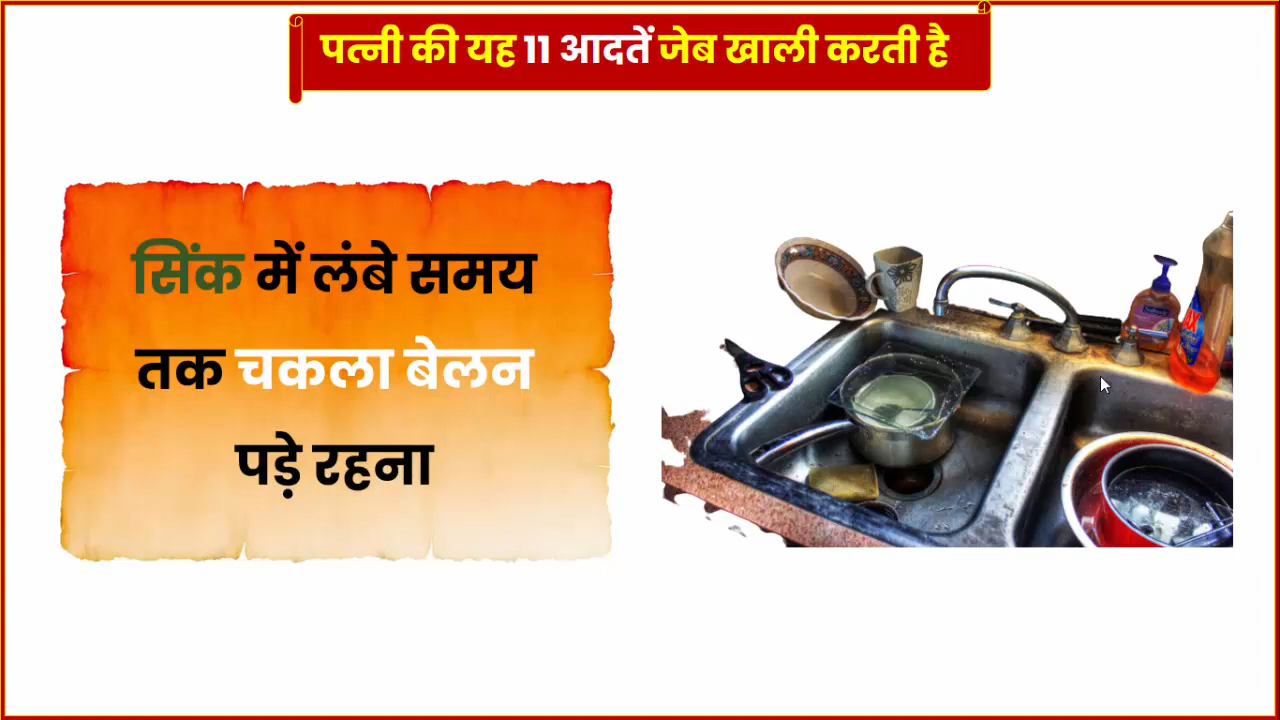 पत्नी की यह 11 आदतें जेब खाली करती है
सिंक में लंबे समय
तक चकला बेलन
पड़े रहना